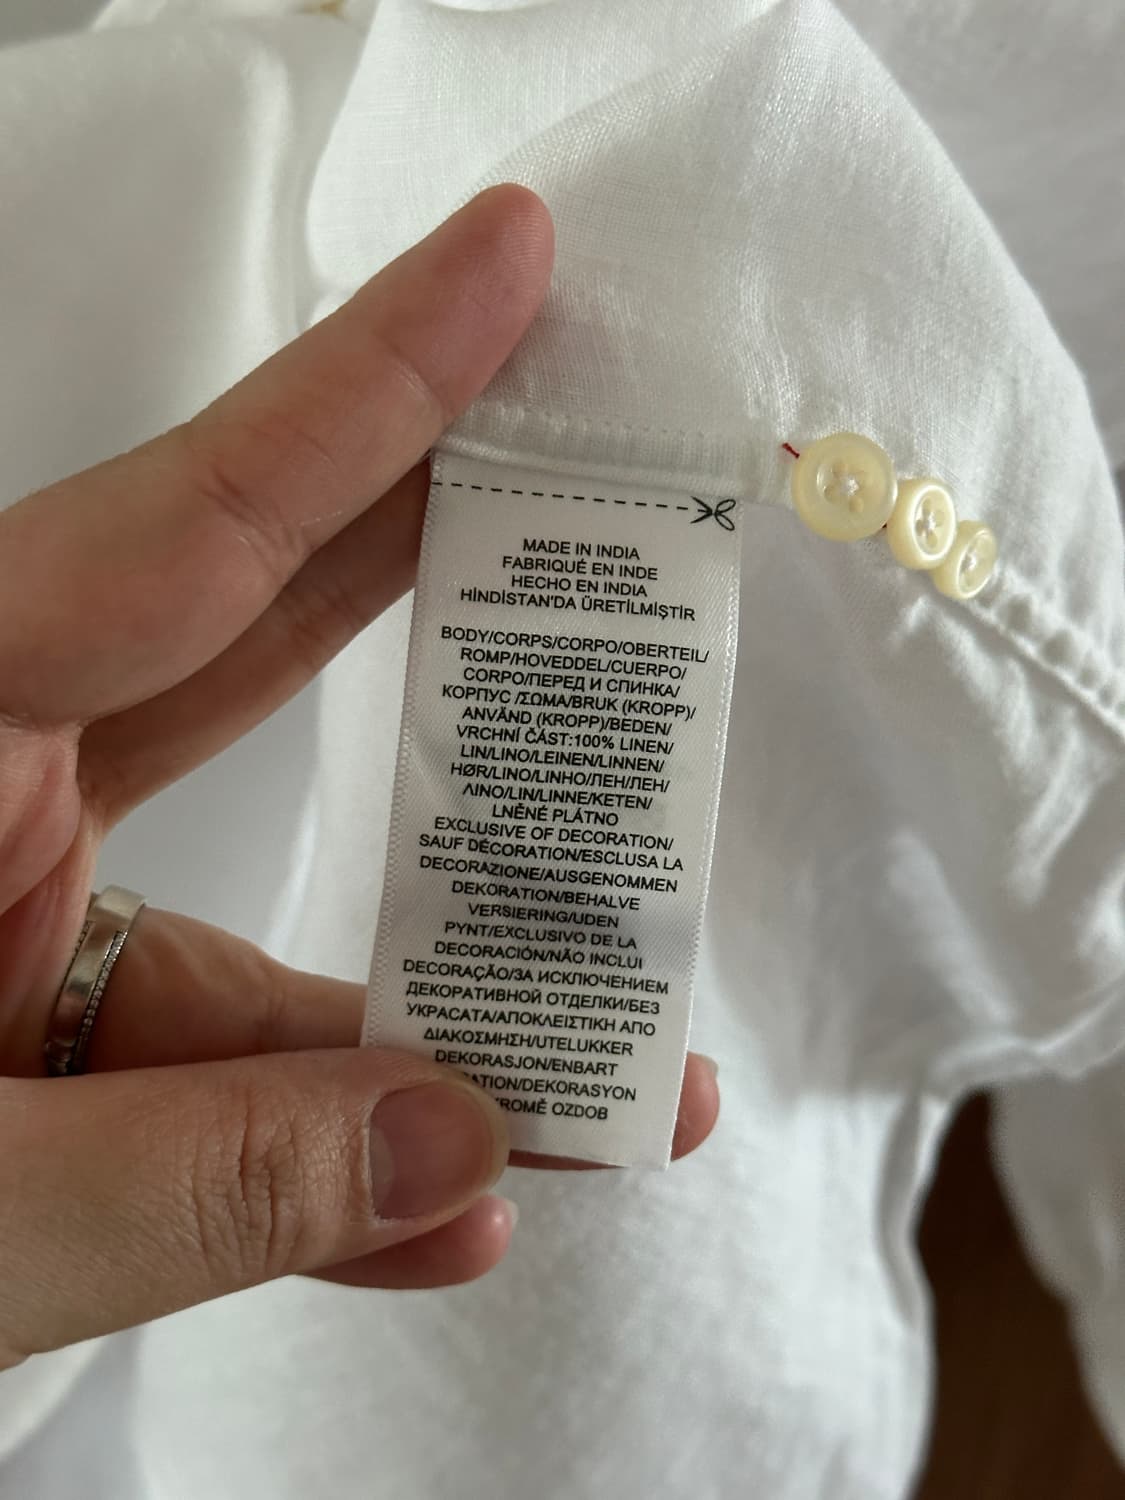 MADE IN INDIA
FABRIQUÉ EN INDE
HECHO EN INDIA
HİNDİSTAN'DA ÜRETİLMİŞTİR
BODY/CORPS/CORPO/OBERTEIL/
ROMP/HOVEDDEL/CUERPO/
CORPO/ПЕРЕД И СПИНКА/
КОРПУС /ΣΩΜΑ/BRUK (KROPP)/
ANVÄND (KROPP)/BEDEN/
VRCHNÍ ČÁST:100% LINEN/
LIN/LINO/LEINEN/LINNEN/
HØR/LINO/LINHO/ЛЕН/ЛЕН/
ΛΙΝΟ/LIN/LINNE/KETEN/
LNĚNÉ PLÁTNO
EXCLUSIVE OF DECORATION/
SAUF DÉCORATION/ESCLUSA LA
DECORAZIONE/AUSGENOMMEN
DEKORATION/BEHALVE
VERSIERING/UDEN
PYNT/EXCLUSIVO DE LA
DECORACIÓN/NÃO INCLUI
DECORAÇÃO/ЗА ИСКЛЮЧЕНИЕМ
ДЕКОРАТИВНОЙ ОТДЕЛКИ/БЕЗ
УКРАСАТА/ΑΠΟΚΛΕΙΣΤΙΚΗ ΑΠΟ
ΔΙΑΚΟΣΜΗΣΗ/UTELUKKER
DEKORASJON/ENBART
/DEKORASYON
OZDOB